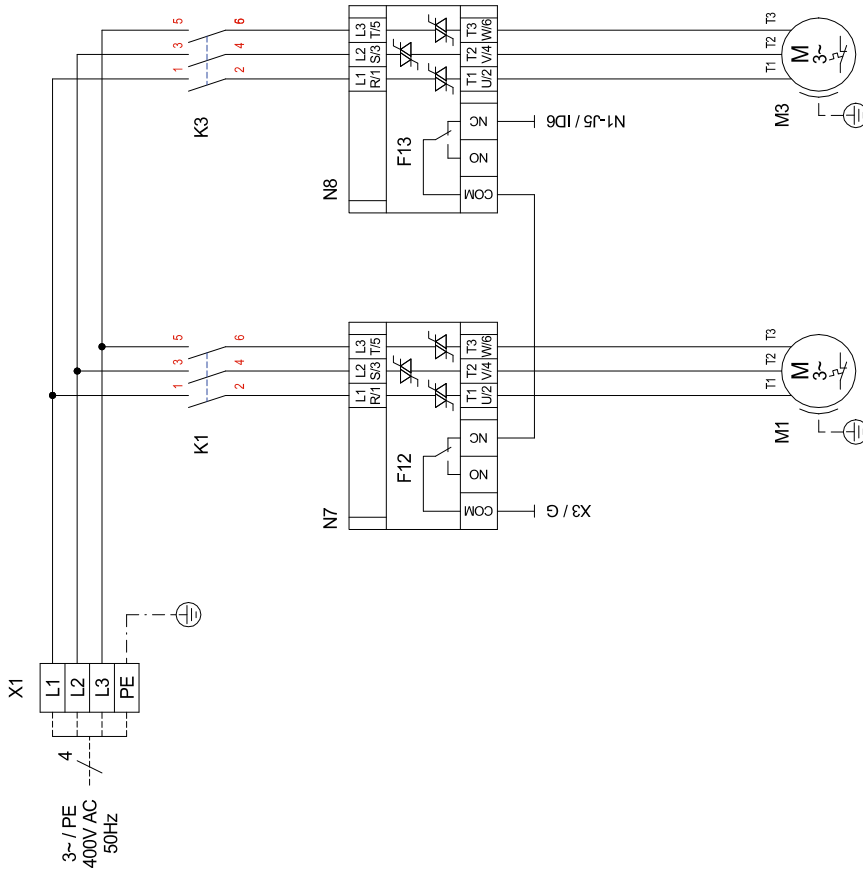 3~ / PE
400V AC
50Hz
4
X1
L1
L2
L3
PE
K1
1
3
5
2
4
6
N7
L1
R/1
L2
S/3
L3
T/5
F12
COM
NO
NC
T1
U/2
T2
V/4
T3
W/6
X3 / G
M1
T1
T2
T3
M
3~
K3
1
3
5
2
4
6
N8
L1
R/1
L2
S/3
L3
T/5
F13
COM
NO
NC
T1
U/2
T2
V/4
T3
W/6
N1-J5 / ID6
M3
T1
T2
T3
M
3~